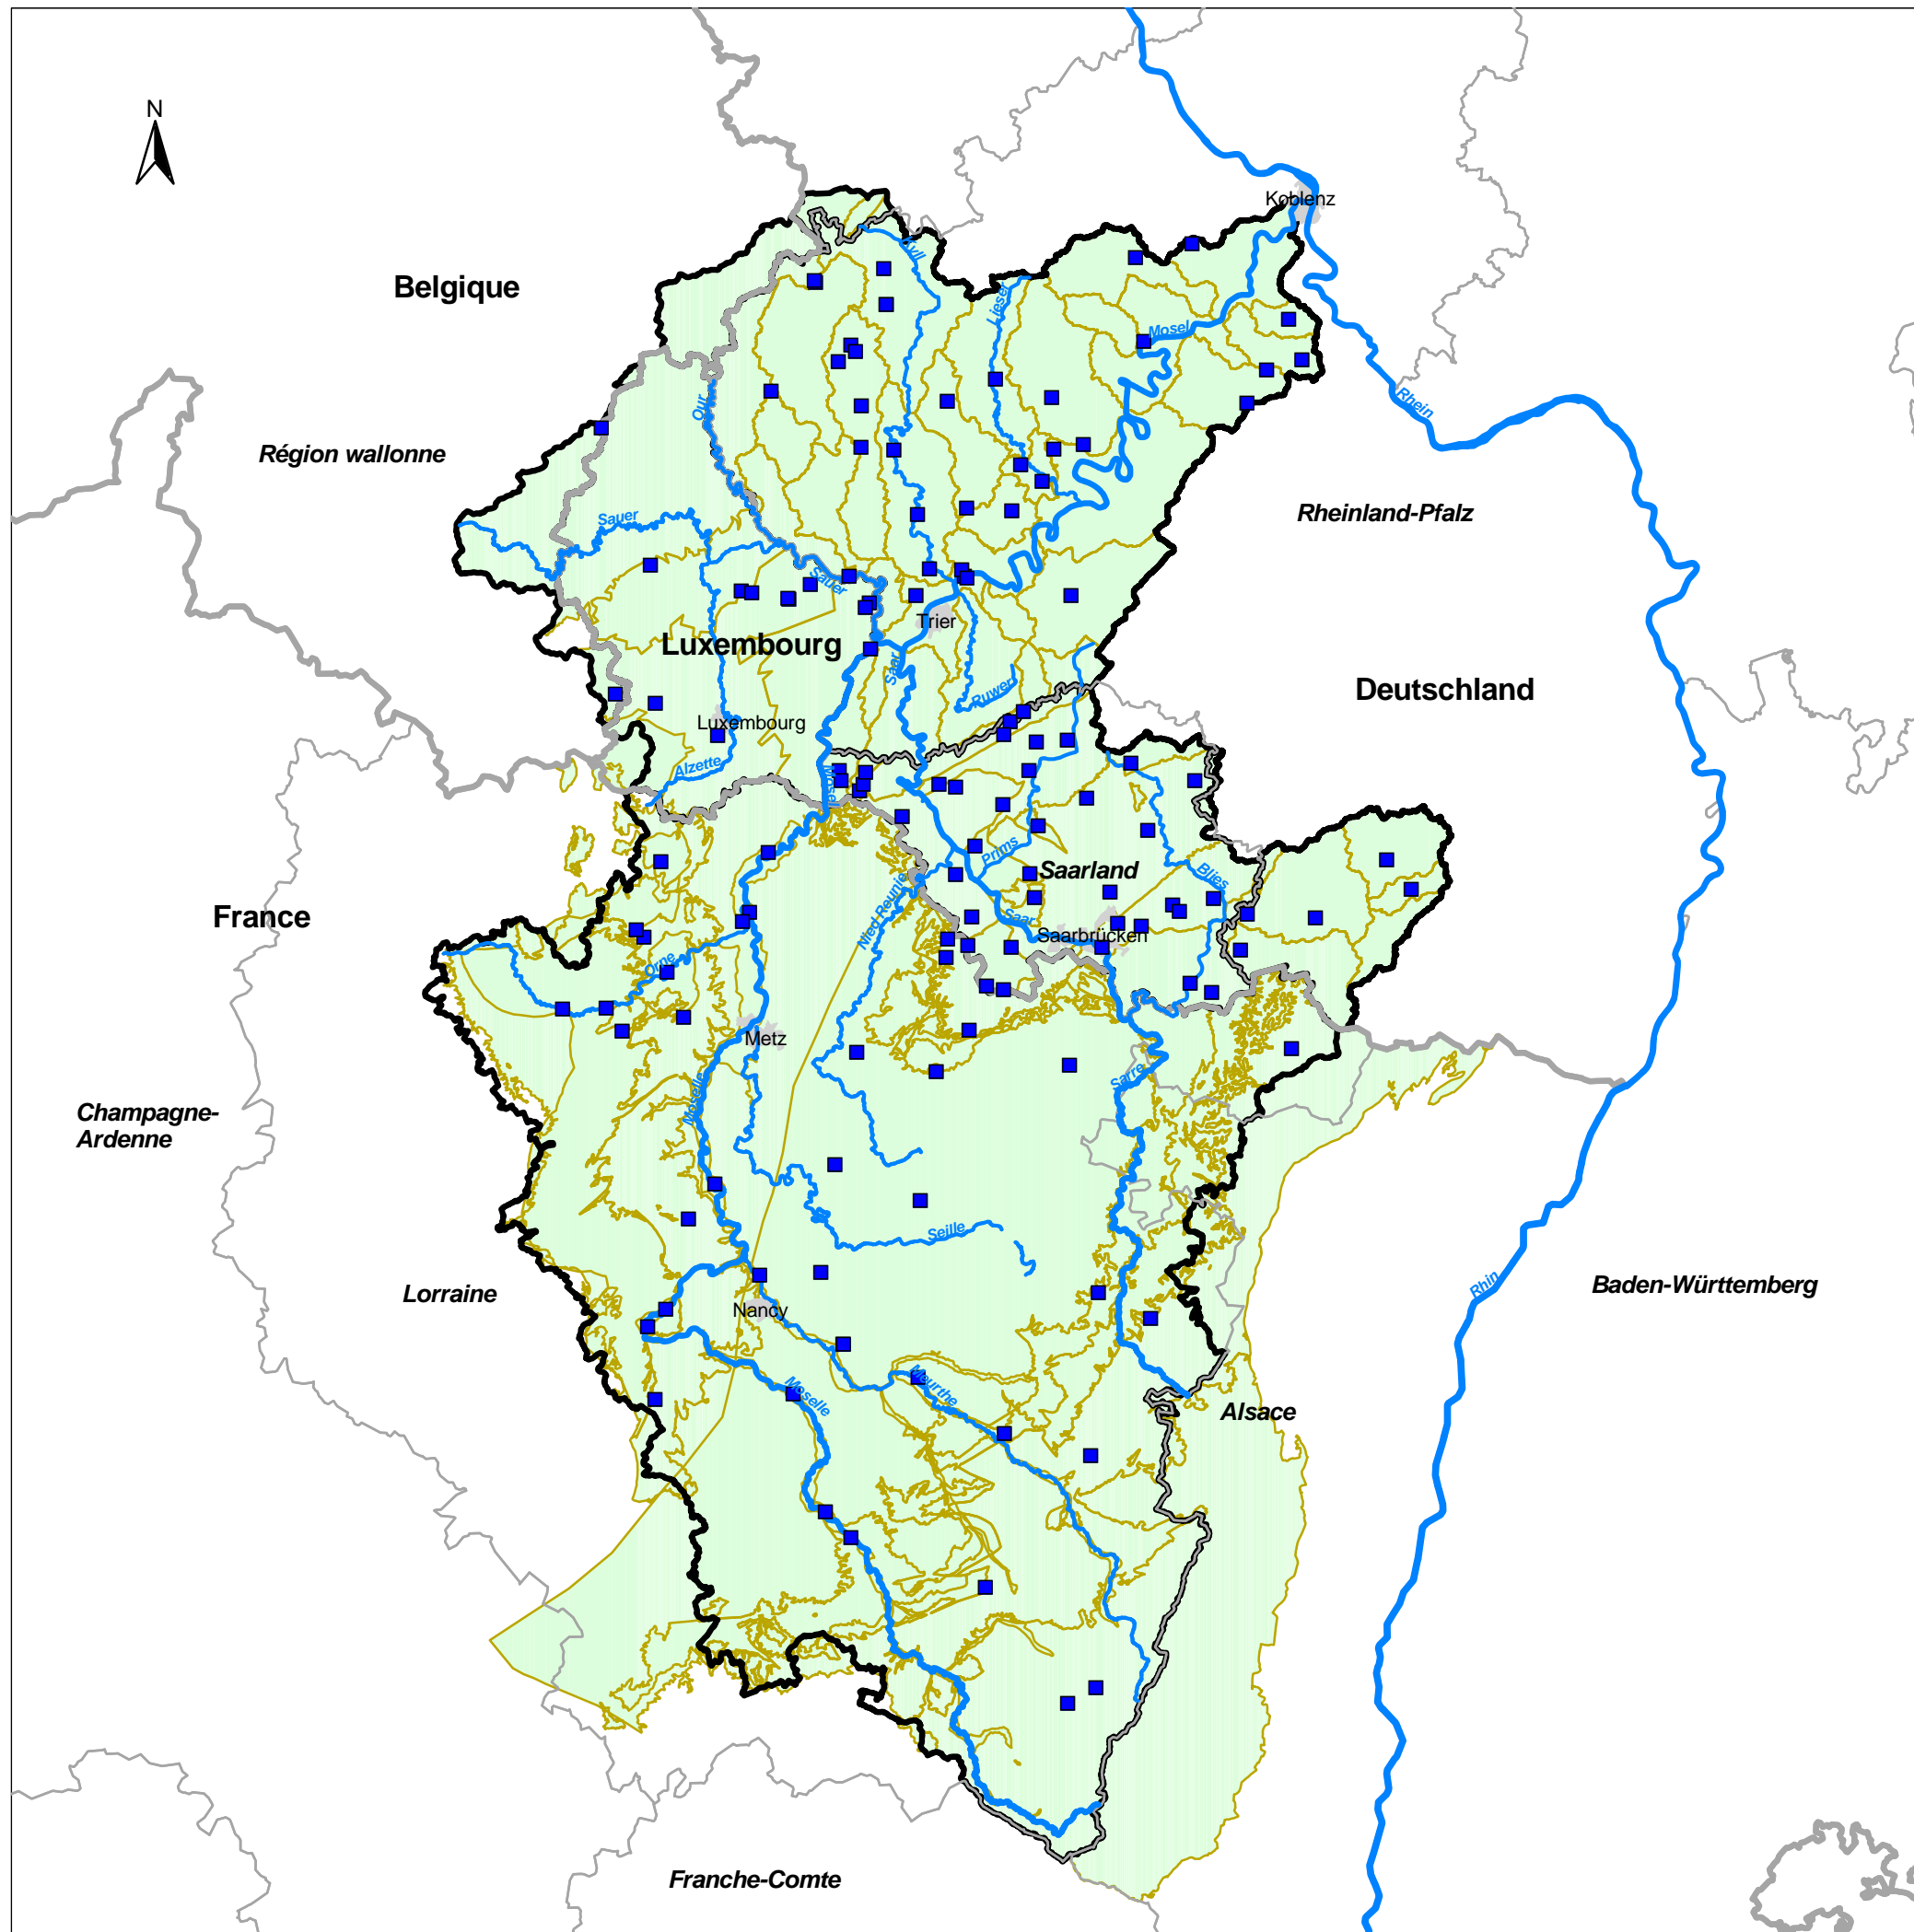 N
Koblenz
Kyll
Belgique
Lieser
Mosel
Rhein
Our
Région wallonne
Rheinland-Pfalz
Sauer
Sauer
Trier
Luxembourg
Saar
Ruwer
Deutschland
Luxembourg
Alzette
Mosel
Prims
Saarland
Blies
Nied Reunie
France
Saar
Saarbrücken
Orne
Metz
Sarre
Moselle
Champagne-
Ardenne
Seille
Lorraine
Nancy
Rhin
Baden-Württemberg
Meurthe
Moselle
Alsace
Franche-Comte